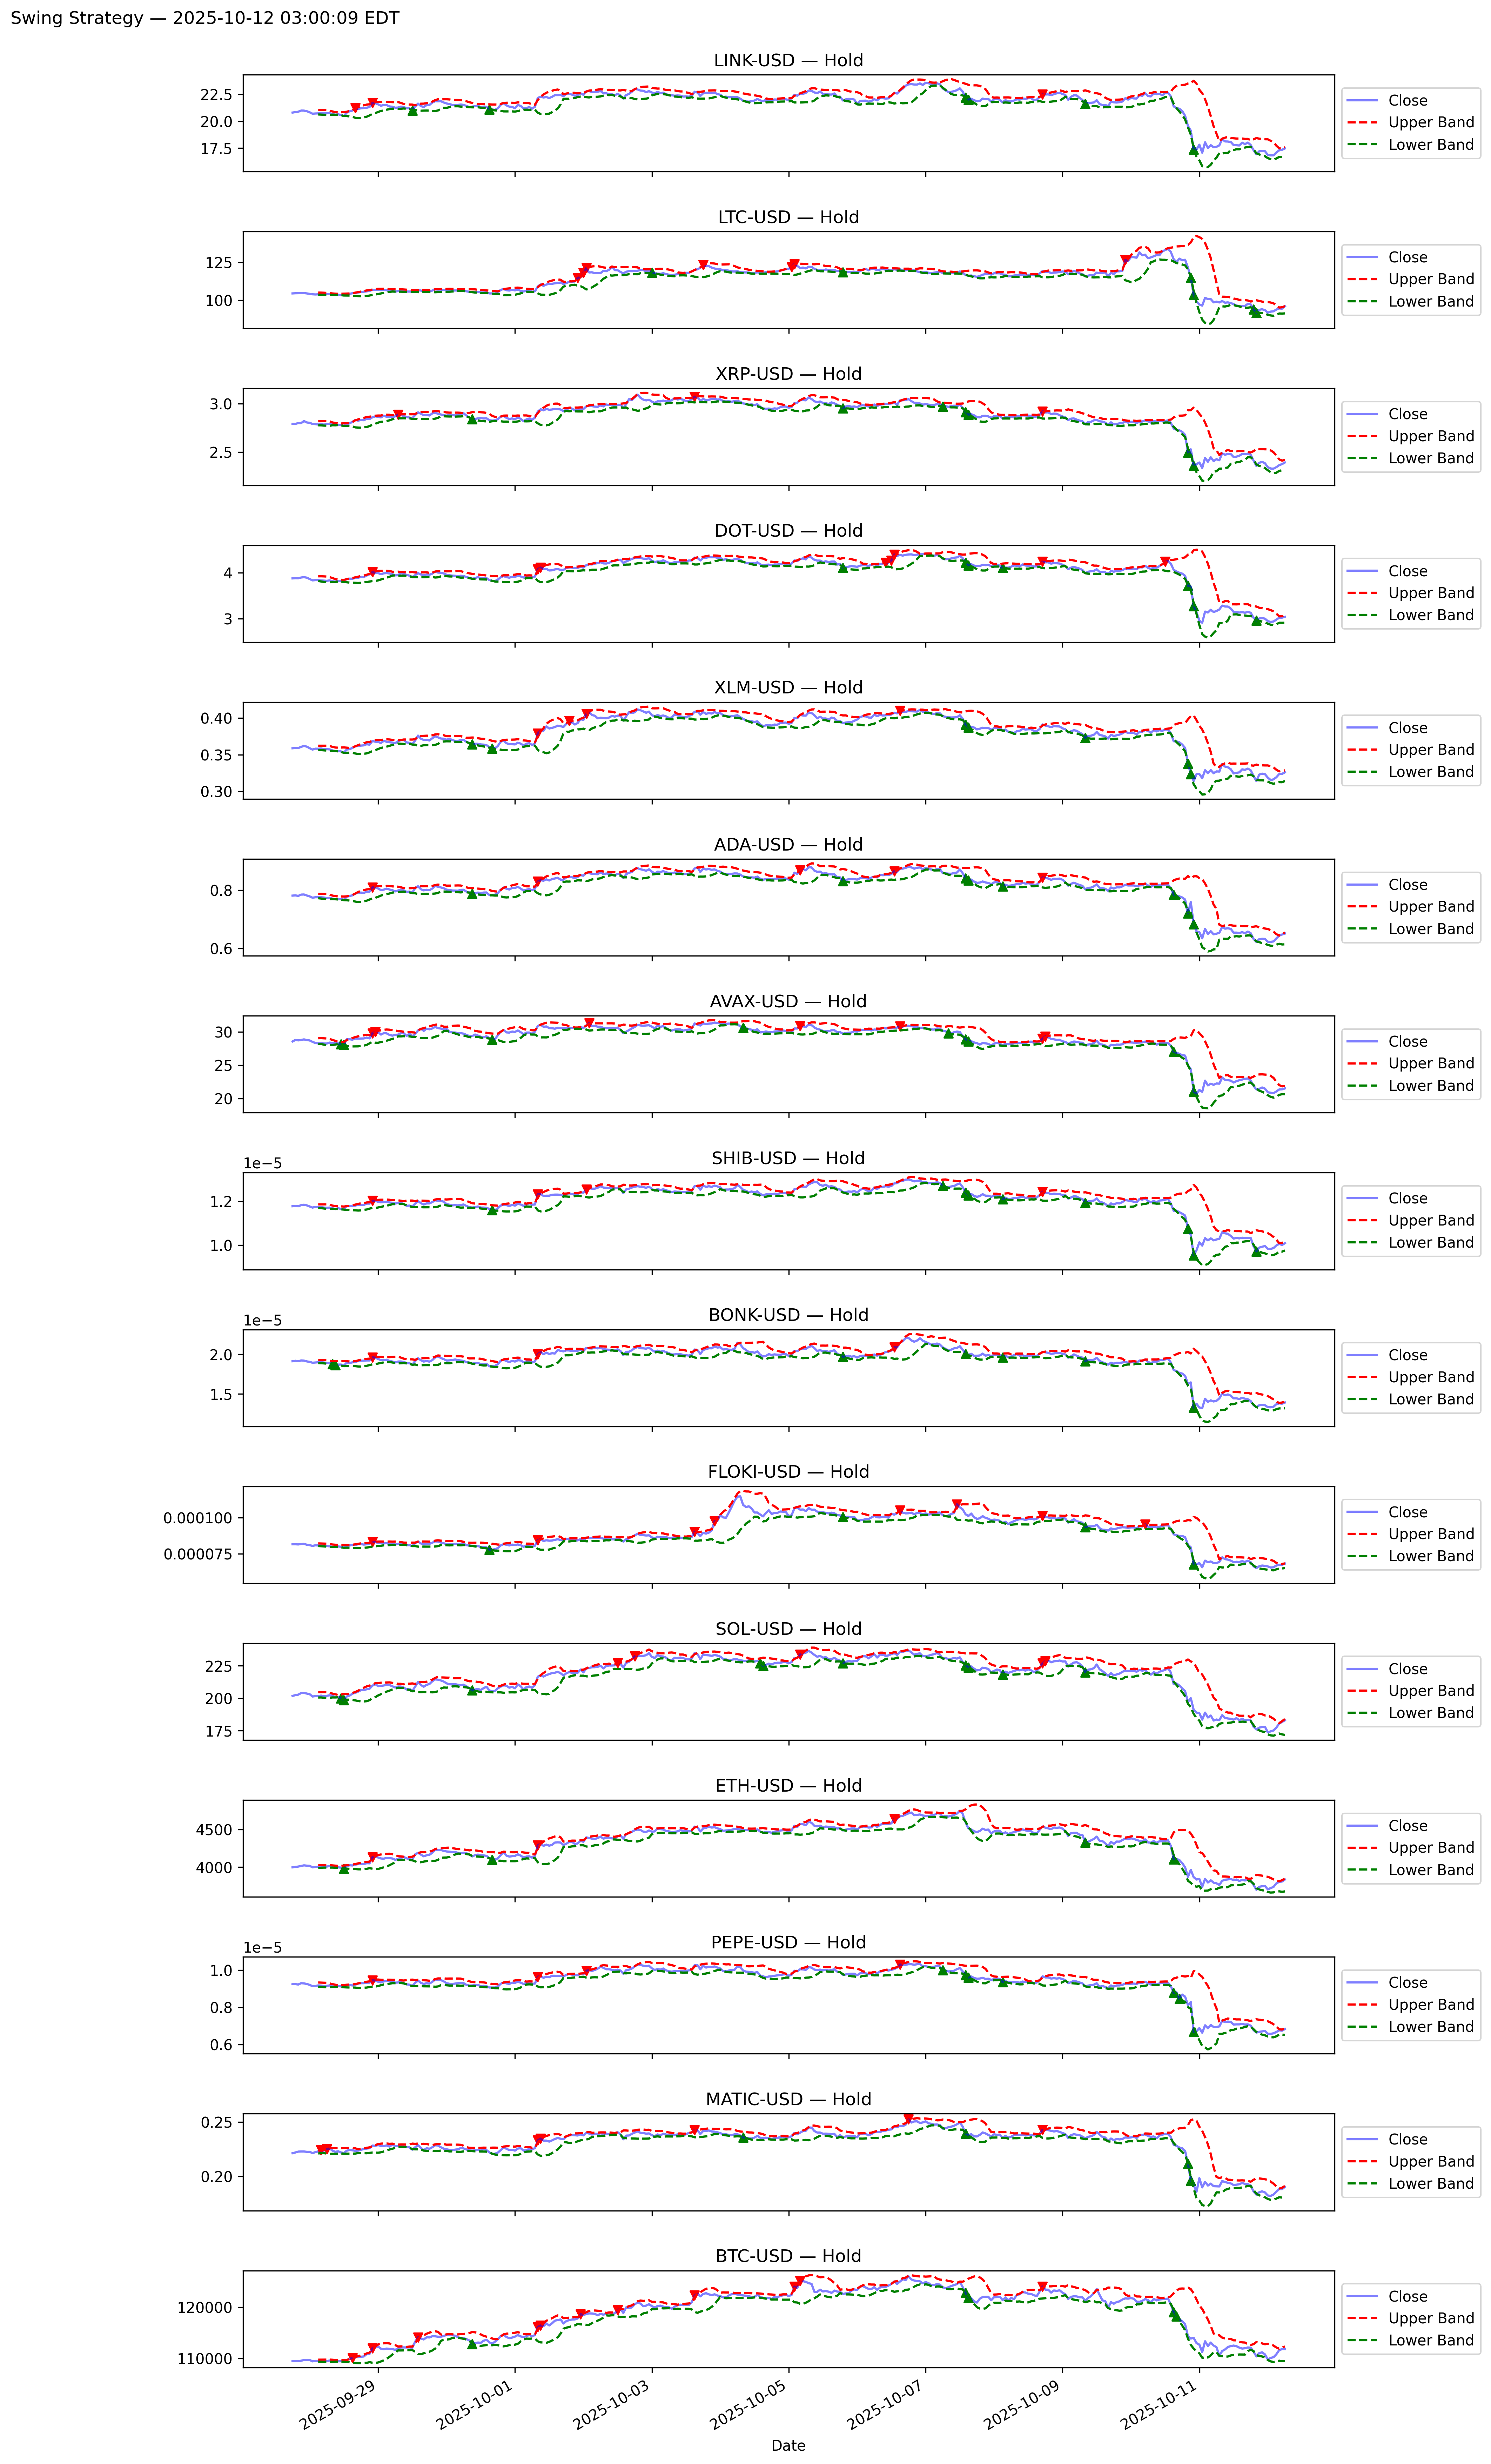 Swing Strategy — 2025-10-12 03:00:09 EDT
LINK-USD — Hold
22.5
20.0
17.5
Close
Upper Band
Lower Band
LTC-USD — Hold
125
100
Close
Upper Band
Lower Band
XRP-USD — Hold
3.0
2.5
Close
Upper Band
Lower Band
DOT-USD — Hold
4
3
Close
Upper Band
Lower Band
XLM-USD — Hold
0.40
0.35
0.30
Close
Upper Band
Lower Band
ADA-USD — Hold
0.8
0.6
Close
Upper Band
Lower Band
AVAX-USD — Hold
30
25
20
Close
Upper Band
Lower Band
SHIB-USD — Hold
1e−5
1.2
1.0
Close
Upper Band
Lower Band
BONK-USD — Hold
1e−5
2.0
1.5
Close
Upper Band
Lower Band
FLOKI-USD — Hold
0.000100
0.000075
Close
Upper Band
Lower Band
SOL-USD — Hold
225
200
175
Close
Upper Band
Lower Band
ETH-USD — Hold
4500
4000
Close
Upper Band
Lower Band
PEPE-USD — Hold
1e−5
1.0
0.8
0.6
Close
Upper Band
Lower Band
MATIC-USD — Hold
0.25
0.20
Close
Upper Band
Lower Band
BTC-USD — Hold
120000
110000
Close
Upper Band
Lower Band
2025-09-29
2025-10-01
2025-10-03
2025-10-05
2025-10-07
2025-10-09
2025-10-11
Date